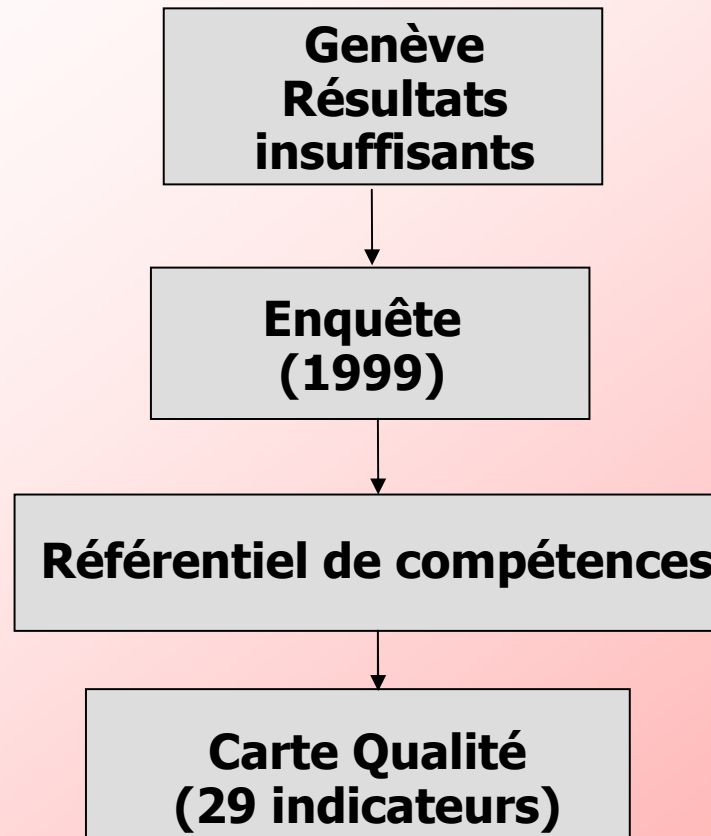 Genève
Résultats
insuffisants
Enquête
(1999)
Référentiel de compétences
Carte Qualité
(29 indicateurs)